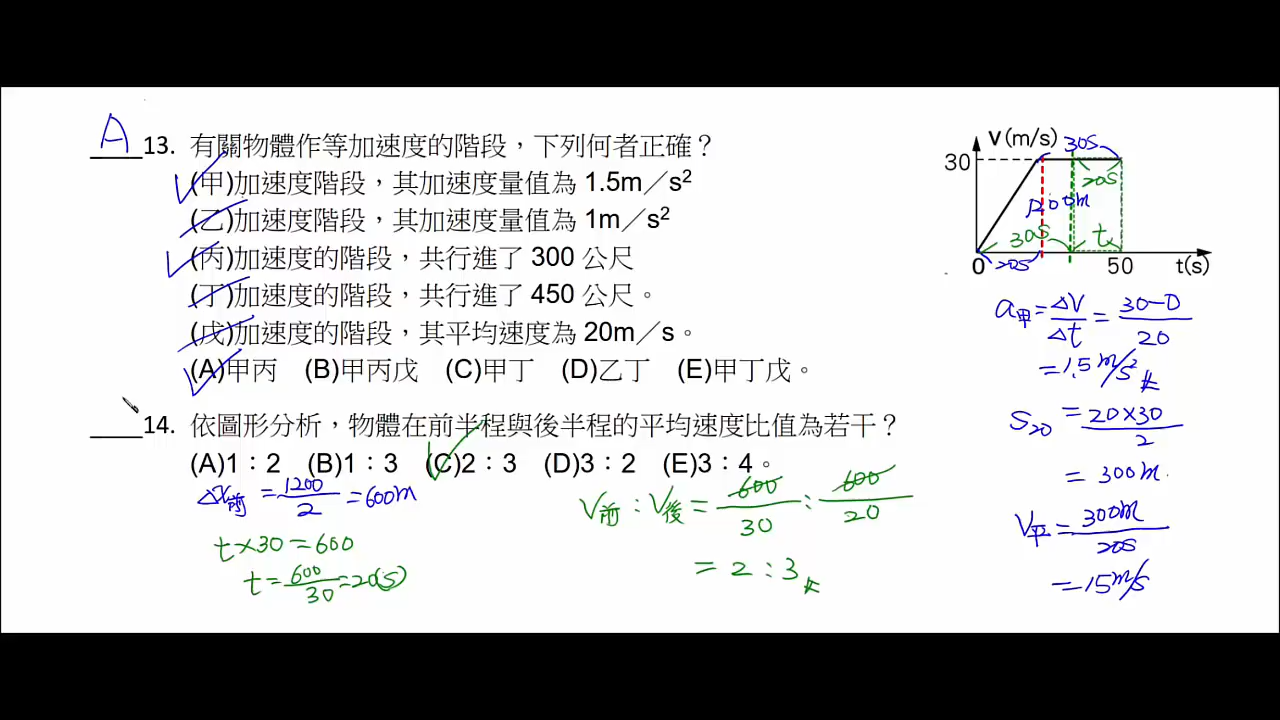 A 13. 有關物體作等加速度的階段，下列何者正確？
(甲)加速度階段，其加速度量值為 1.5m／s²
(乙)加速度階段，其加速度量值為 1m／s²
(丙)加速度的階段，共行進了 300 公尺
(丁)加速度的階段，共行進了 450 公尺。
(戊)加速度的階段，其平均速度為 20m／s。
(A)甲丙 (B)甲丙戊 (C)甲丁 (D)乙丁 (E)甲丁戊。
14. 依圖形分析，物體在前半程與後半程的平均速度比值為若干？
(A)1：2 (B)1：3 (C)2：3 (D)3：2 (E)3：4。
= 1200/2 = 600m
t×30=600
t= 600/30 =20(s)
V前 : V後 = 600/30 : 600/20
= 2 : 3
V(m/s)
30s
30
20s
1200m
30s
t
20s
0
50
t(s)
a甲= ΔV/Δt = 30-0/20
=1.5 m/s²
S20 = 20×30/2
= 300m
V平= 300m/20s
=15m/s